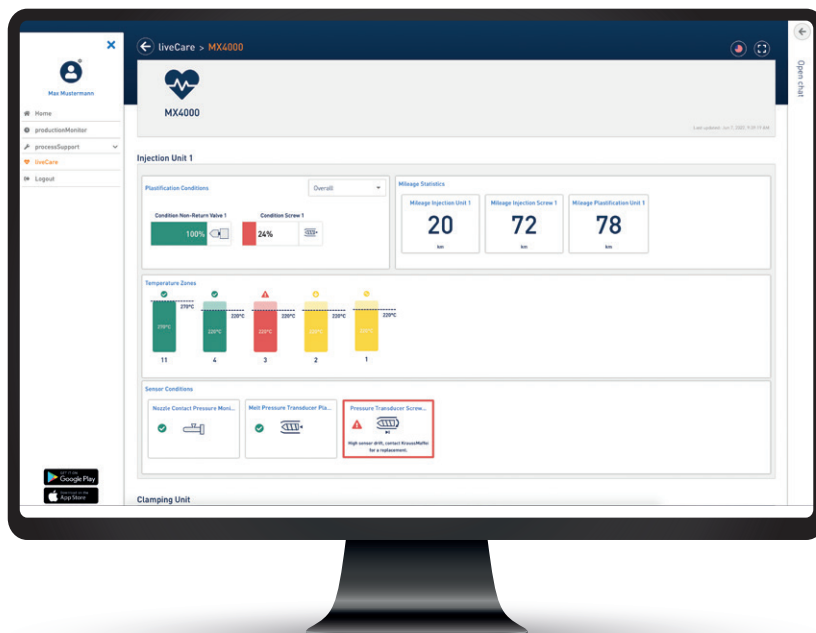 liveCare > MX4000
Open chat
Max Mustermann
MX4000
Home
productionMonitor
processSupport
liveCare
Logout
Injection Unit 1
Plastification Conditions
Overall
Condition Non-Return Valve 1
100%
Condition Screw 1
24%
Mileage Statistics
Mileage Injection Unit 1
20
km
Mileage Injection Screw 1
72
km
Mileage Plastification Unit 1
78
km
Temperature Zones
270°C
220°C
220°C
220°C
220°C
270°C
220°C
220°C
11
4
3
2
1
Sensor Conditions
Nozzle Contact Pressure Moni...
Melt Pressure Transducer Pla...
Pressure Transducer Screw...
High sensor drift, contact KraussMaffei
for a replacement.
Clamping Unit
GET IT ON
Google Play
App Store